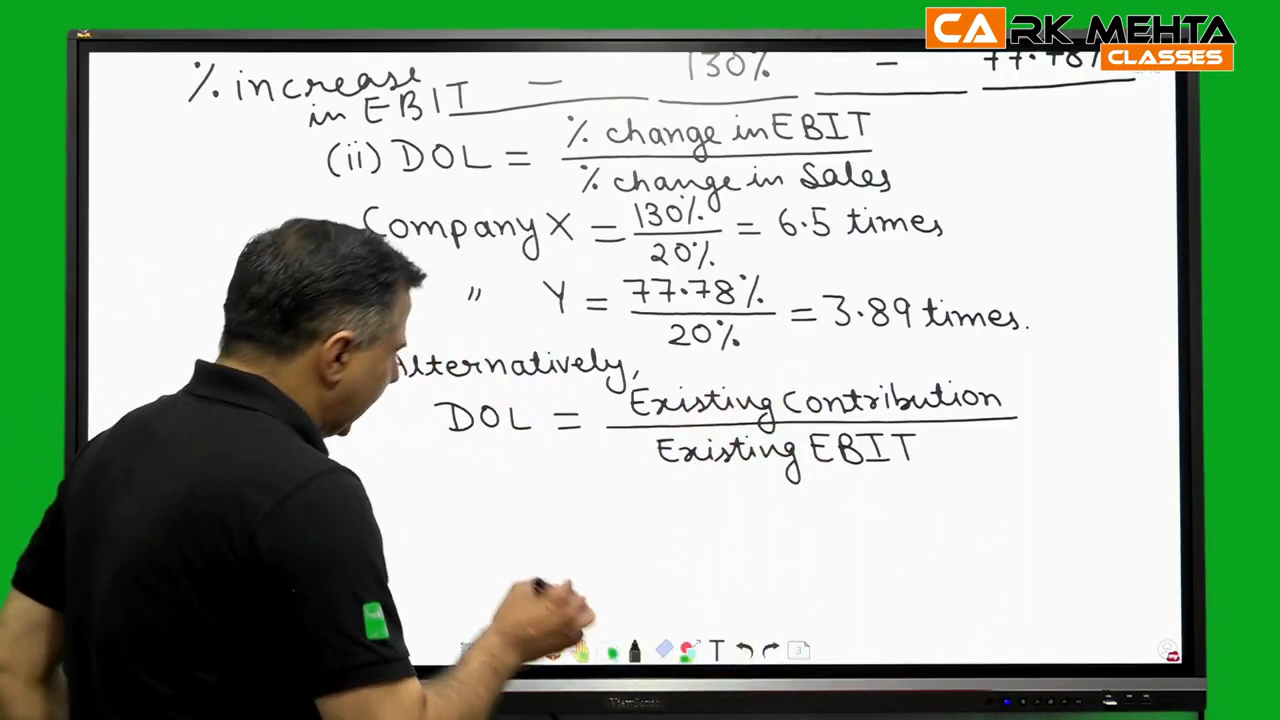 CA RK MEHTA
CLASSES
% increase — 130% — 77.78%
in EBIT
(ii) DOL = % change in EBIT
% change in Sales
Company X = 130% = 6.5 times
20%
" Y = 77.78% = 3.89 times.
20%
Alternatively,
DOL = Existing Contribution
Existing EBIT
T
3